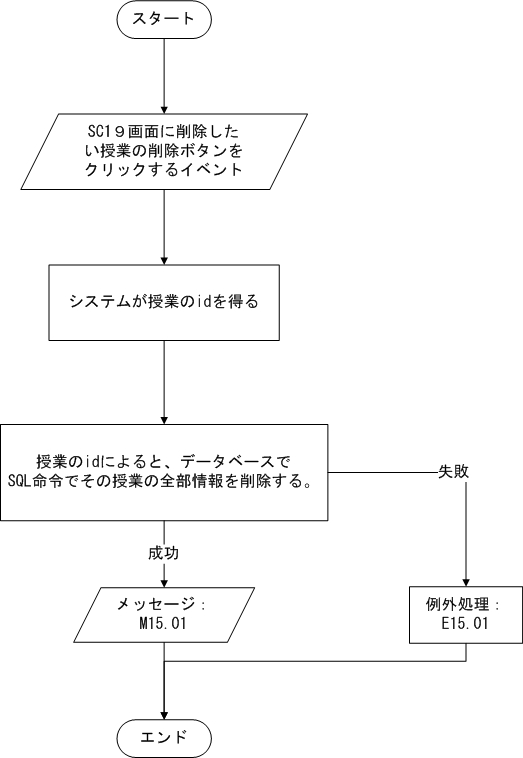 スタート
SC1９画面に削除した
い授業の削除ボタンを
クリックするイベント
システムが授業のidを得る
授業のidによると、データベースで
SQL命令でその授業の全部情報を削除する。
失敗
成功
メッセージ：
M15.01
例外処理：
E15.01
エンド